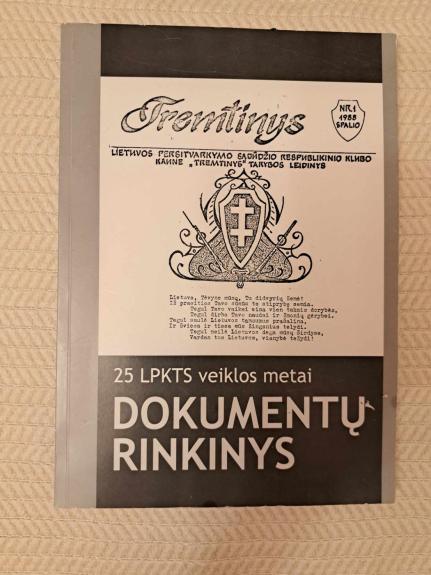 Tremtinys
NR.1
1988
SPALIO
LIETUVOS PERSITVARKYMO SĄJŪDŽIO RESPUBLIKINIO KLUBO
KAUNE „TREMTINYS" TARYBOS LEIDINYS
Lietuva, Tėvyne mūsų, Tu didvyrių žeme!
Iš praeities Tavo sūnūs te stiprybę semia.
Tegul Tavo vaikai eina vien takais dorybės,
Tegul dirba Tavo naudai ir žmonių gėrybei.
Tegul saulė Lietuvos tamsumus prašalina,
Ir šviesa ir tiesa mūs žingsnius telydi.
Tegul meilė Lietuvos dega mūsų širdyse,
Vardan tos Lietuvos, vienybė težydi!
25 LPKTS veiklos metai
DOKUMENTŲ
RINKINYS